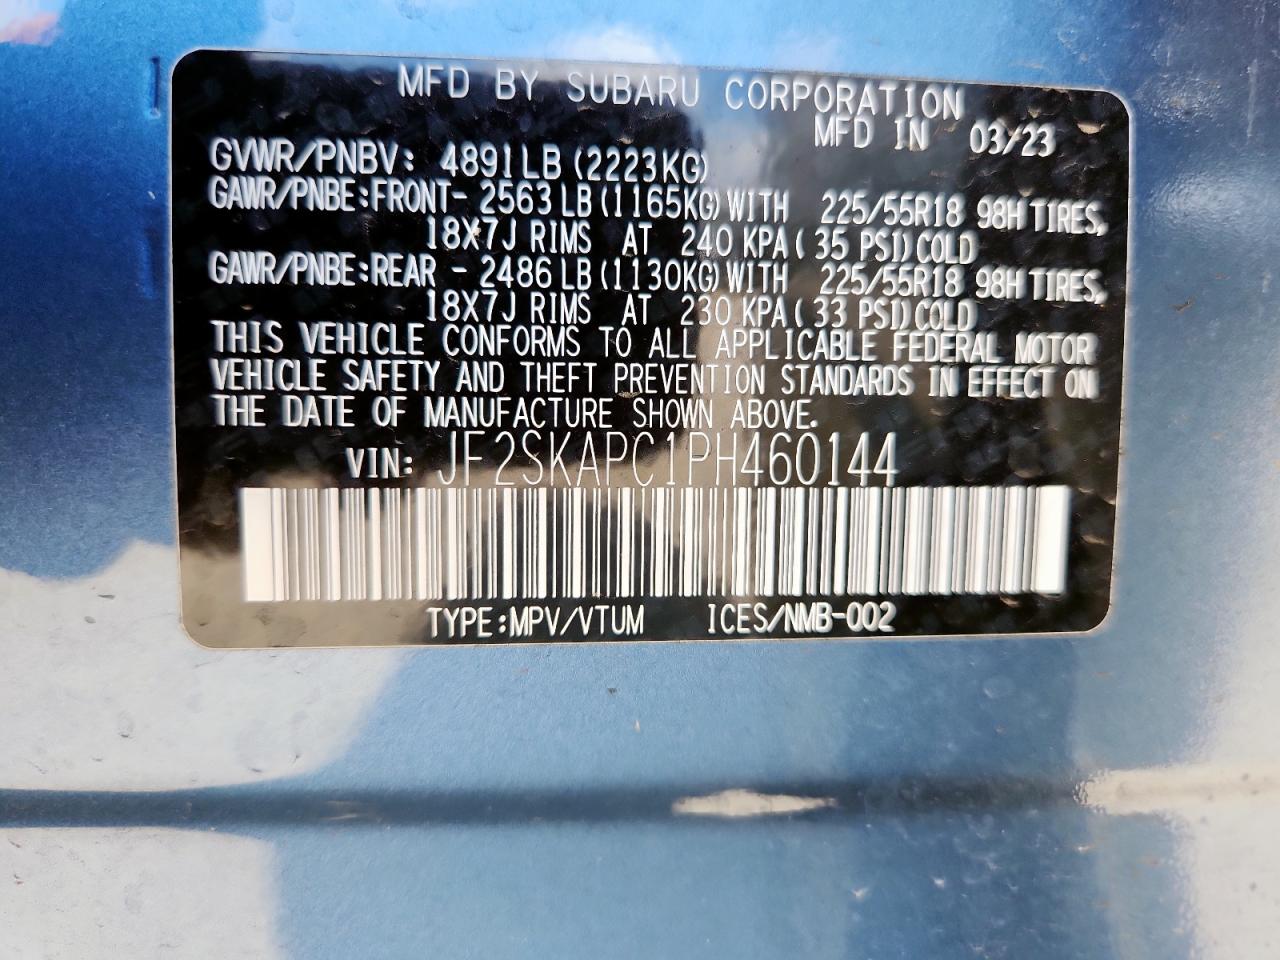 MFD BY SUBARU CORPORATION
MFD IN 03/23
GVWR/PNBV: 4891LB (2223KG)
GAWR/PNBE:FRONT- 2563LB (1165KG) WITH 225/55R18 98H TIRES,
18X7J RIMS AT 240 KPA ( 35 PSI) COLD
GAWR/PNBE:REAR - 2486LB (1130KG) WITH 225/55R18 98H TIRES,
18X7J RIMS AT 230 KPA ( 33 PSI) COLD
THIS VEHICLE CONFORMS TO ALL APPLICABLE FEDERAL MOTOR
VEHICLE SAFETY AND THEFT PREVENTION STANDARDS IN EFFECT ON
THE DATE OF MANUFACTURE SHOWN ABOVE.
VIN: JF2SKAPC1PH460144
TYPE:MPV/VTUM ICES/NMB-002